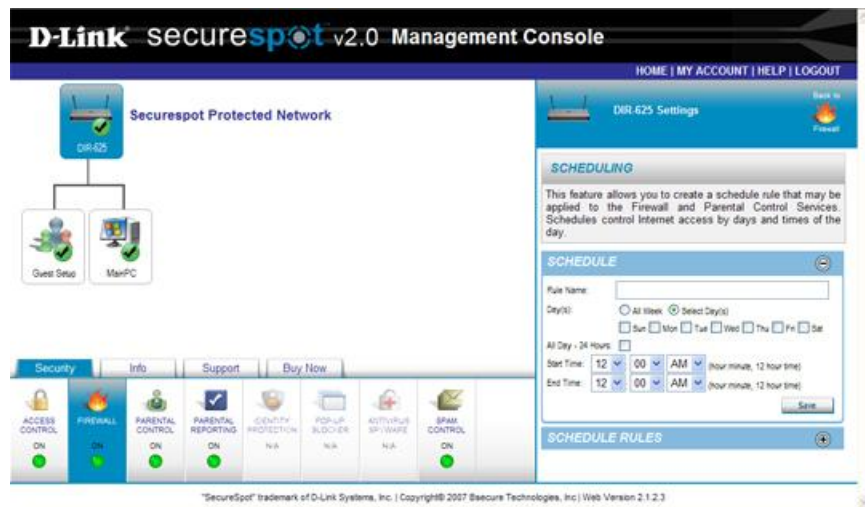 D-Link securespot v2.0 Management Console
HOME | MY ACCOUNT | HELP | LOGOUT
DIR-625
Securespot Protected Network
Guest Setup
MainPC
DIR-625 Settings
Back to
Firewall
SCHEDULING
This feature allows you to create a schedule rule that may be
applied to the Firewall and Parental Control Services.
Schedules control Internet access by days and times of the
day.
SCHEDULE
Rule Name:
Day(s): All Week Select Day(s)
Sun Mon Tue Wed Thu Fri Sat
All Day - 24 Hours:
Start Time: 12 00 AM (hour:minute, 12 hour time)
End Time: 12 00 AM (hour:minute, 12 hour time)
Save
SCHEDULE RULES
Security Info Support Buy Now
ACCESS CONTROL ON
FIREWALL ON
PARENTAL CONTROL ON
PARENTAL REPORTING ON
IDENTITY PROTECTION N/A
POP-UP BLOCKER N/A
ANTIVIRUS SPYWARE N/A
SPAM CONTROL ON
"SecureSpot" trademark of D-Link Systems, Inc. | Copyright© 2007 Bsecure Technologies, Inc | Web Version 2.1.2.3